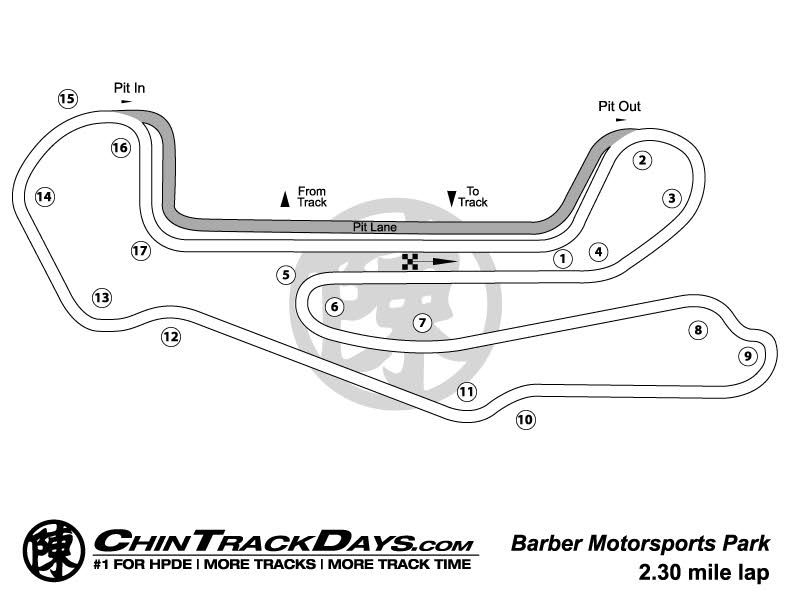 15
Pit In
Pit Out
16
2
14
From
Track
To
Track
3
Pit Lane
17
1
4
5
13
6
12
7
8
9
11
10
陳
陳 CHINTRACKDAYS.COM
#1 FOR HPDE | MORE TRACKS | MORE TRACK TIME
Barber Motorsports Park
2.30 mile lap